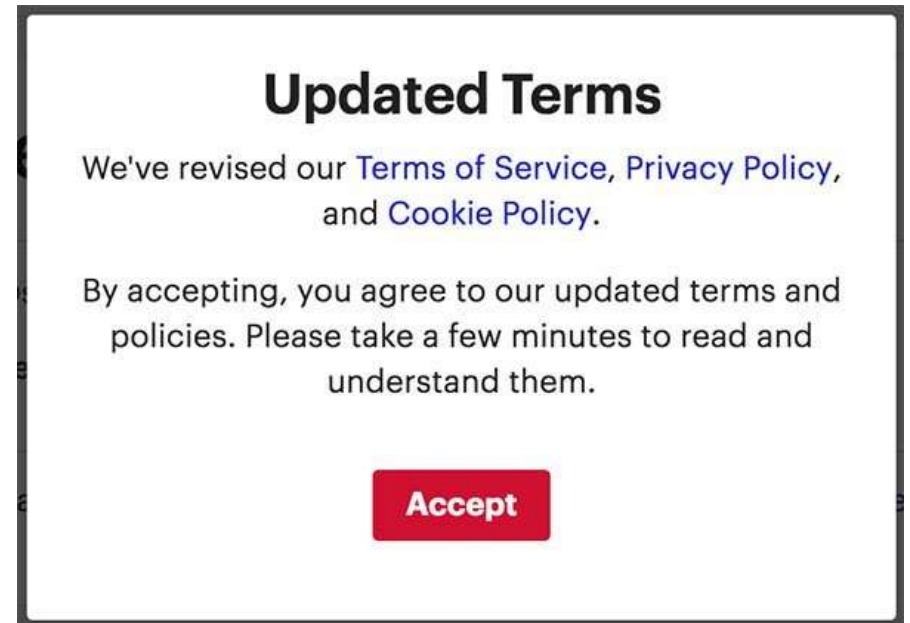 Updated Terms
We've revised our Terms of Service, Privacy Policy,
and Cookie Policy.
By accepting, you agree to our updated terms and
policies. Please take a few minutes to read and
understand them.
Accept